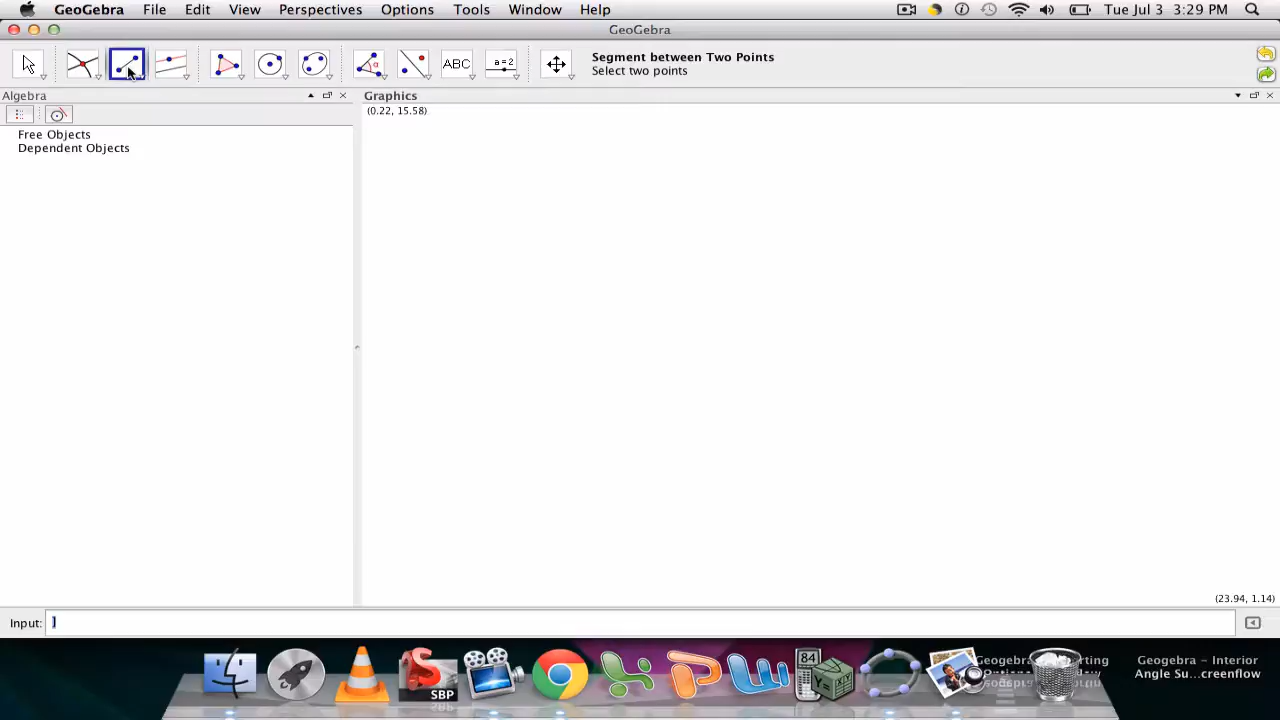 GeoGebra File Edit View Perspectives Options Tools Window Help Tue Jul 3 3:29 PM
GeoGebra
ABC a=2 Segment between Two Points
Select two points
Algebra Graphics
(0.22, 15.58)
Free Objects
Dependent Objects
(23.94, 1.14)
Input:
84
SBP
Geogebra
Geogebra – Interior
Angle Su...creenflow